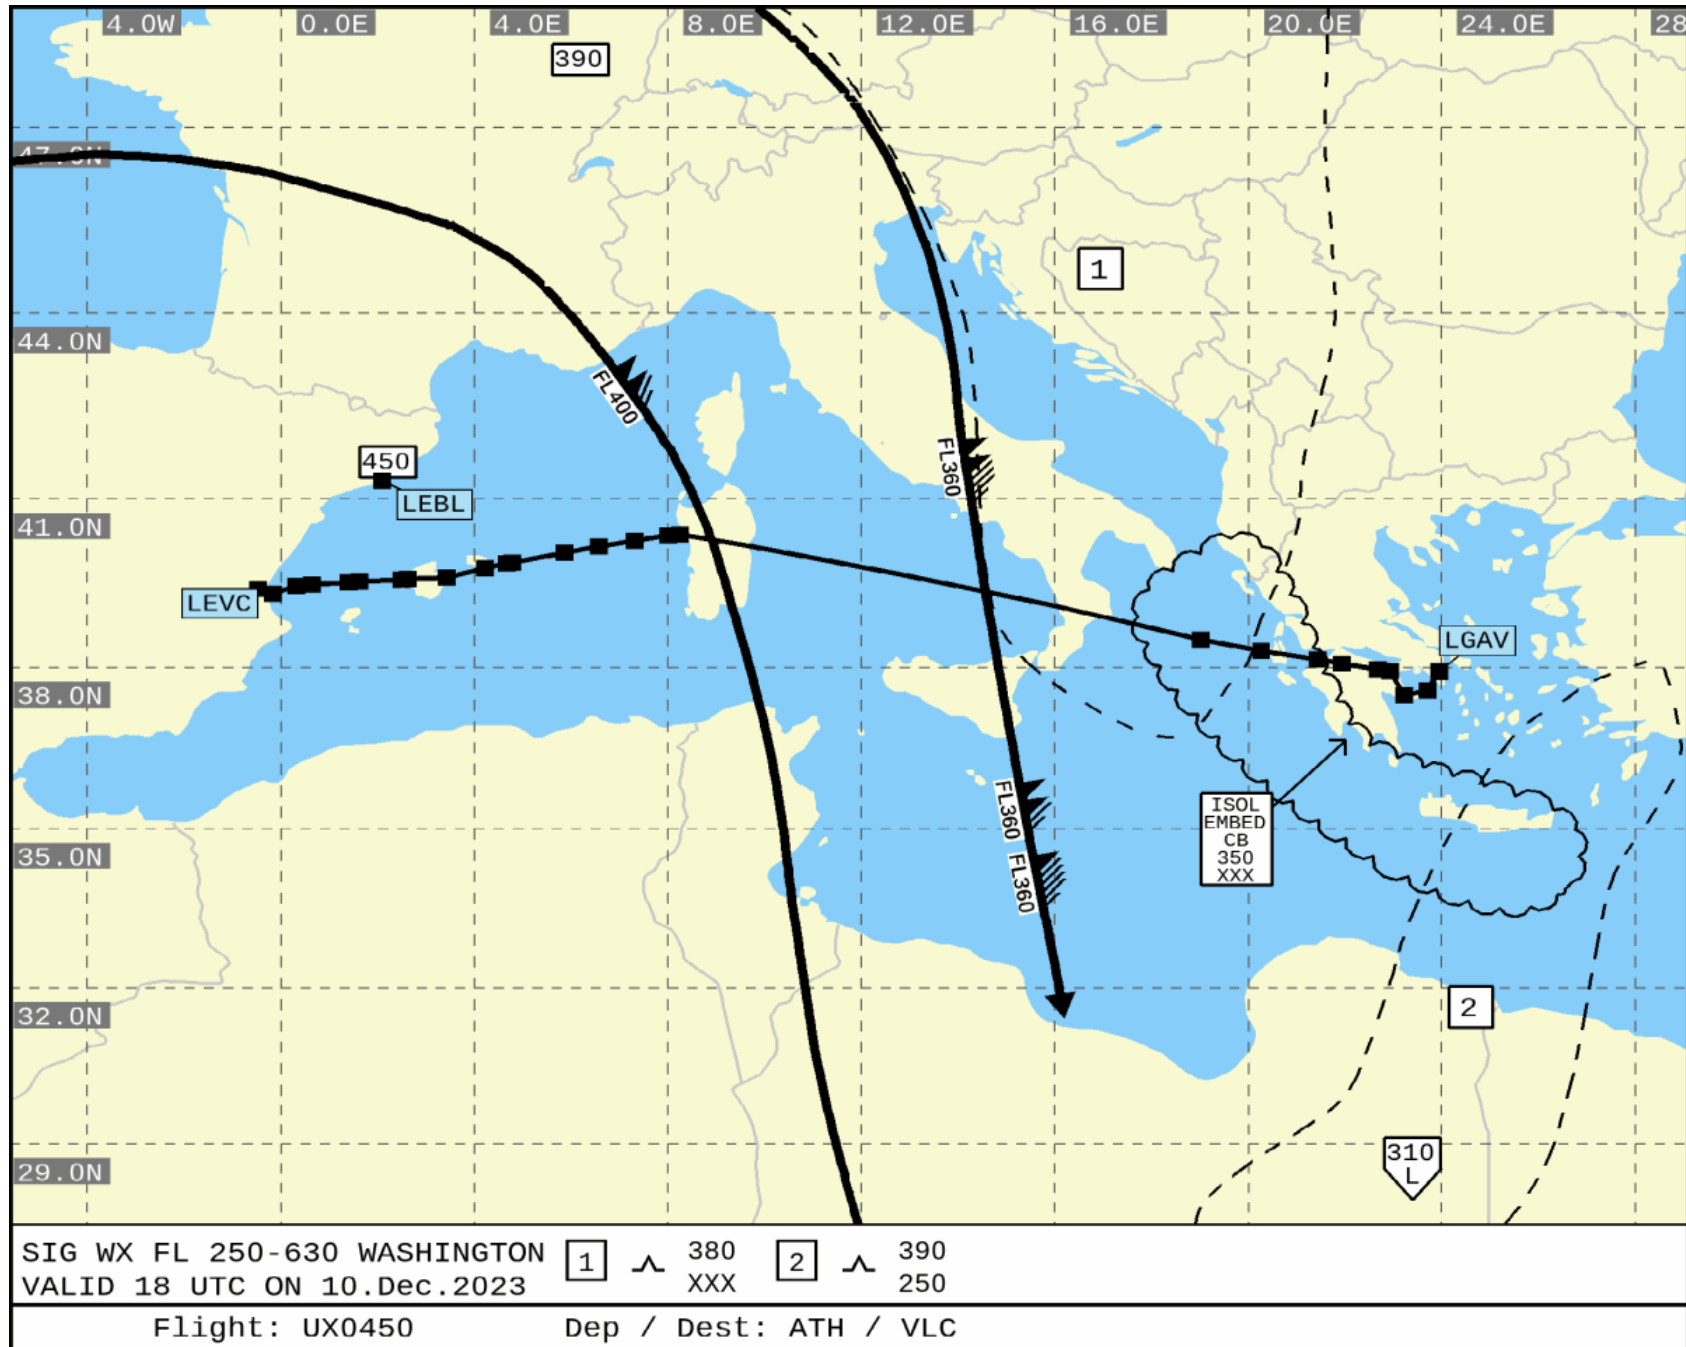 4.0W
0.0E
4.0E
8.0E
12.0E
16.0E
20.0E
24.0E
28
390
47.0N
1
44.0N
FL400
450
FL360
LEBL
41.0N
LEVC
LGAV
38.0N
FL360
ISOL
EMBED
CB
350
XXX
35.0N
FL360
32.0N
2
29.0N
310
L
SIG WX FL 250-630 WASHINGTON
VALID 18 UTC ON 10.Dec.2023
1
380
XXX
2
390
250
Flight: UX0450 Dep / Dest: ATH / VLC